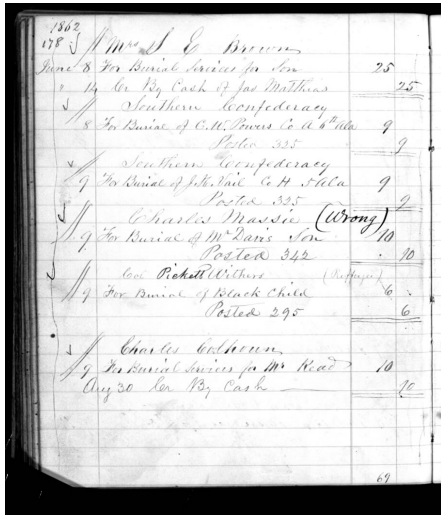 1862
178 Mrs S E Brown
June 8 For Burial Services for Son 25
" 14 Cr By Cash of Jas Matthias 25
Southern Confederacy
8 For Burial of C.H. Powers Co A 6th Ala 9
Posted 325 9
Southern Confederacy
9 For Burial of J.H. Vail Co H 5 Ala 9
Posted 325 9
Charles Massie (Wrong)
9 For Burial of Mr Davis Son 10
Posted 342 10
Col Pickett Withers (Refugee)
9 For Burial of Black Child 6
Posted 295 6
Charles Colhoun
9 For Burial Services for Mr Read 10
Aug 30 Cr By Cash 10
69